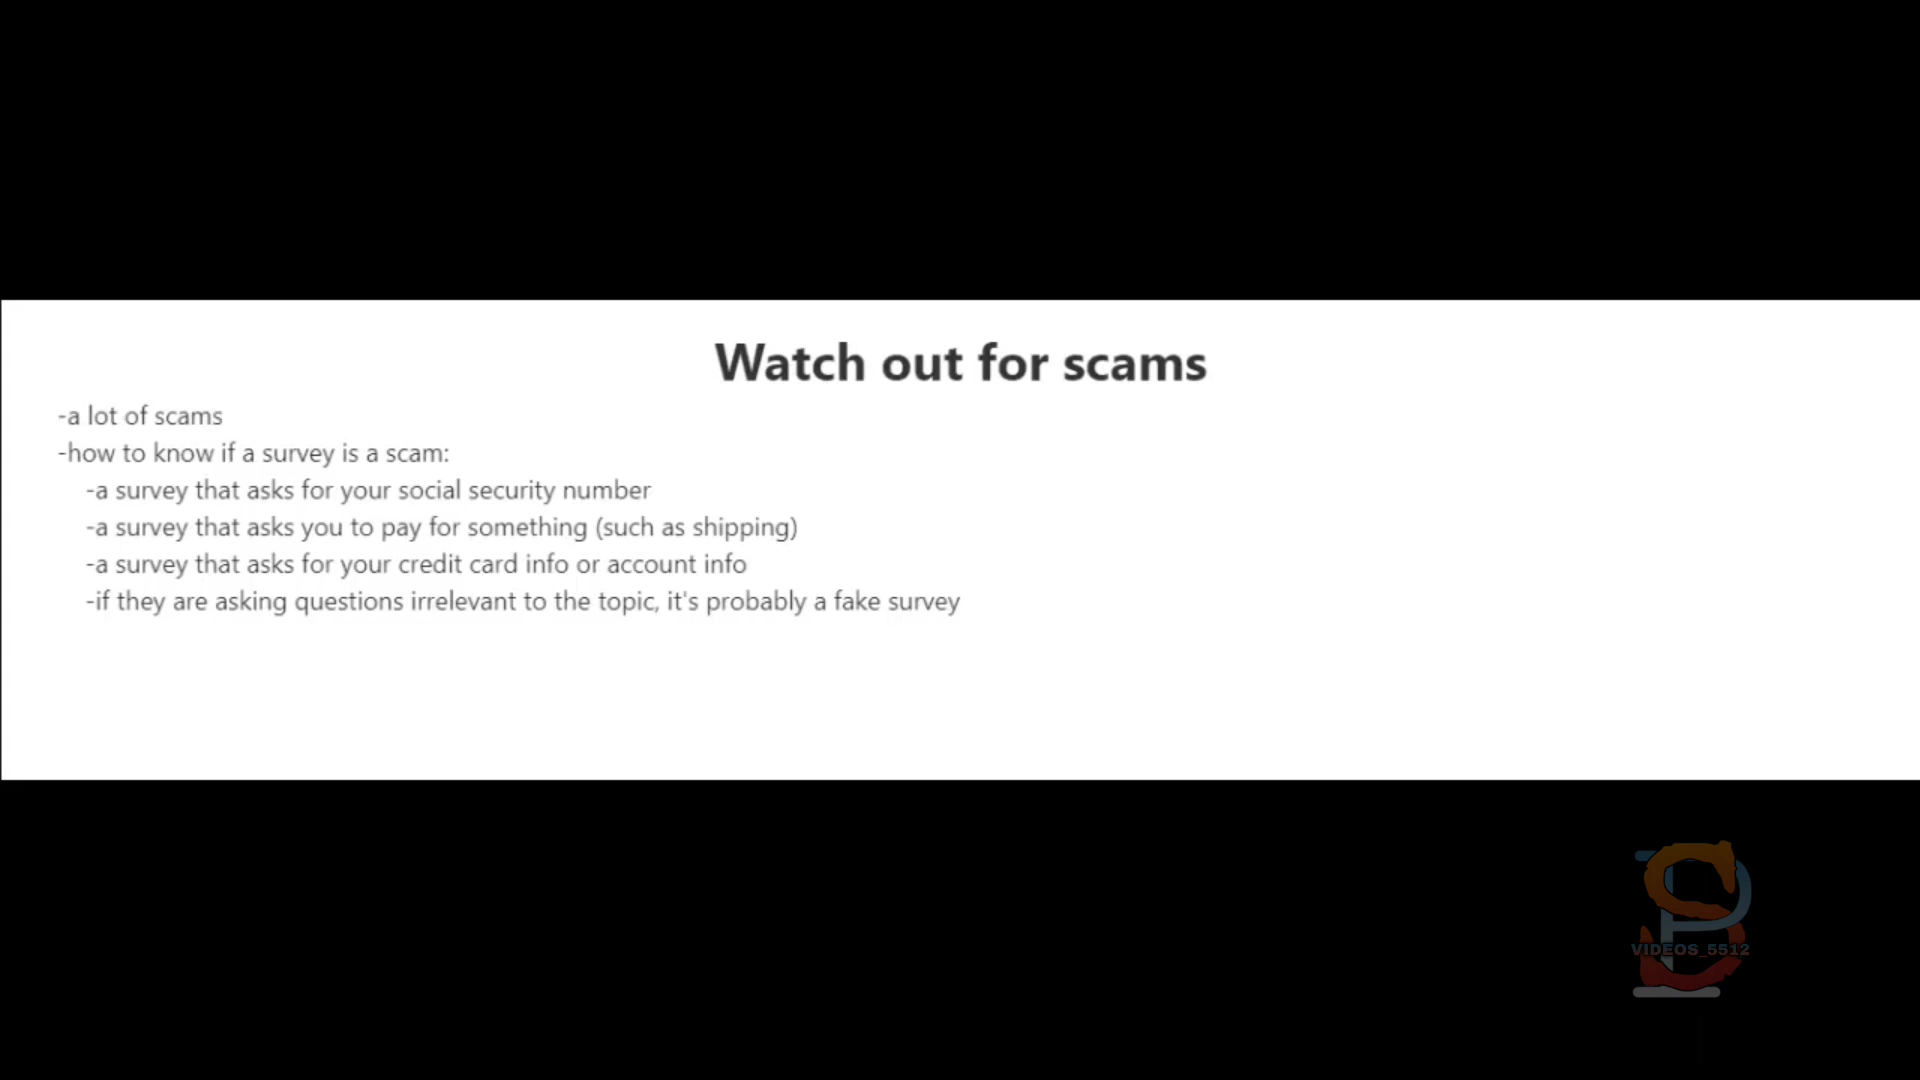 Watch out for scams
-a lot of scams
-how to know if a survey is a scam:
-a survey that asks for your social security number
-a survey that asks you to pay for something (such as shipping)
-a survey that asks for your credit card info or account info
-if they are asking questions irrelevant to the topic, it's probably a fake survey
VIDEOS_5512